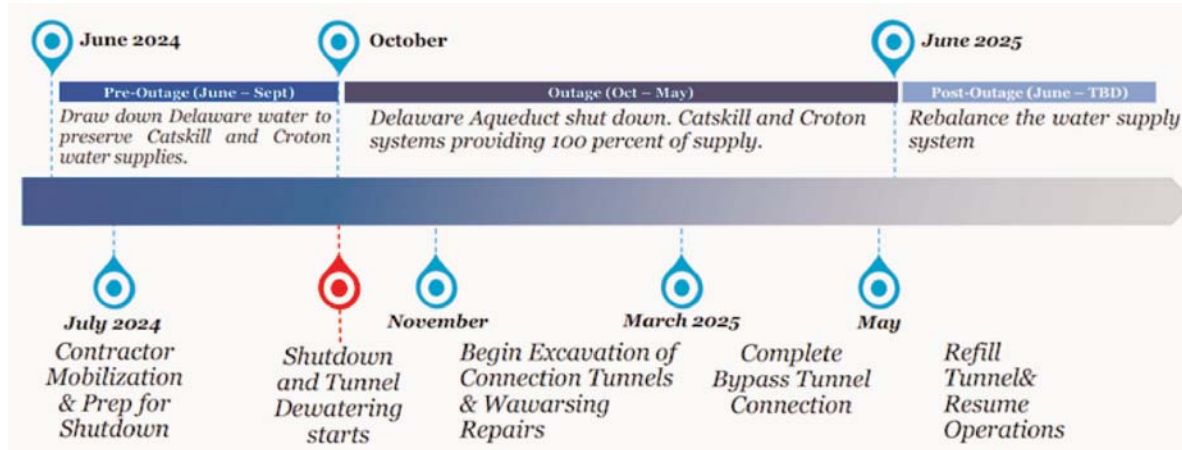 June 2024
October
June 2025
Pre-Outage (June – Sept)
Outage (Oct – May)
Post-Outage (June – TBD)
Draw down Delaware water to
preserve Catskill and Croton
water supplies.
Delaware Aqueduct shut down. Catskill and Croton
systems providing 100 percent of supply.
Rebalance the water supply
system
July 2024
Contractor
Mobilization
& Prep for
Shutdown
Shutdown
and Tunnel
Dewatering
starts
November
Begin Excavation of
Connection Tunnels
& Wawarsing
Repairs
March 2025
Complete
Bypass Tunnel
Connection
May
Refill
Tunnel&
Resume
Operations